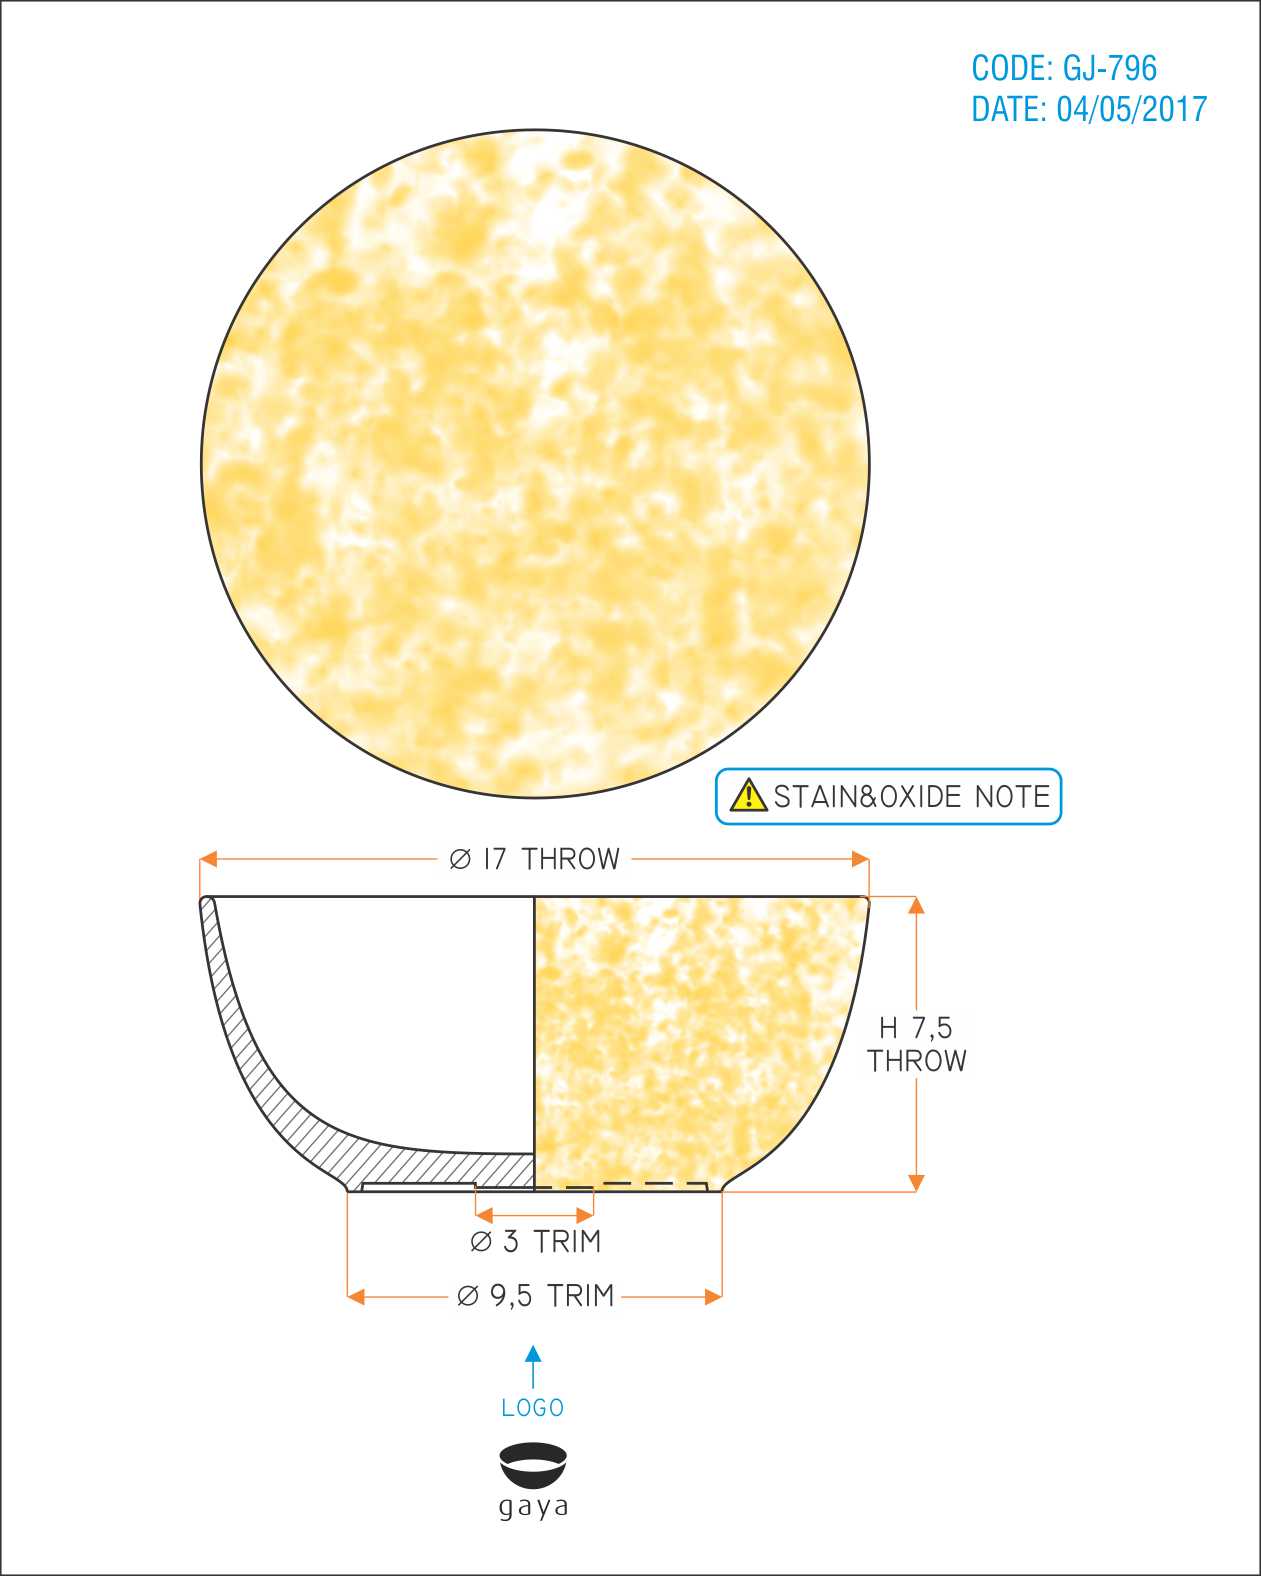 CODE: GJ-796
DATE: 04/05/2017
STAIN&OXIDE NOTE
Ø 17 THROW
H 7,5
THROW
Ø 3 TRIM
Ø 9,5 TRIM
LOGO
gaya